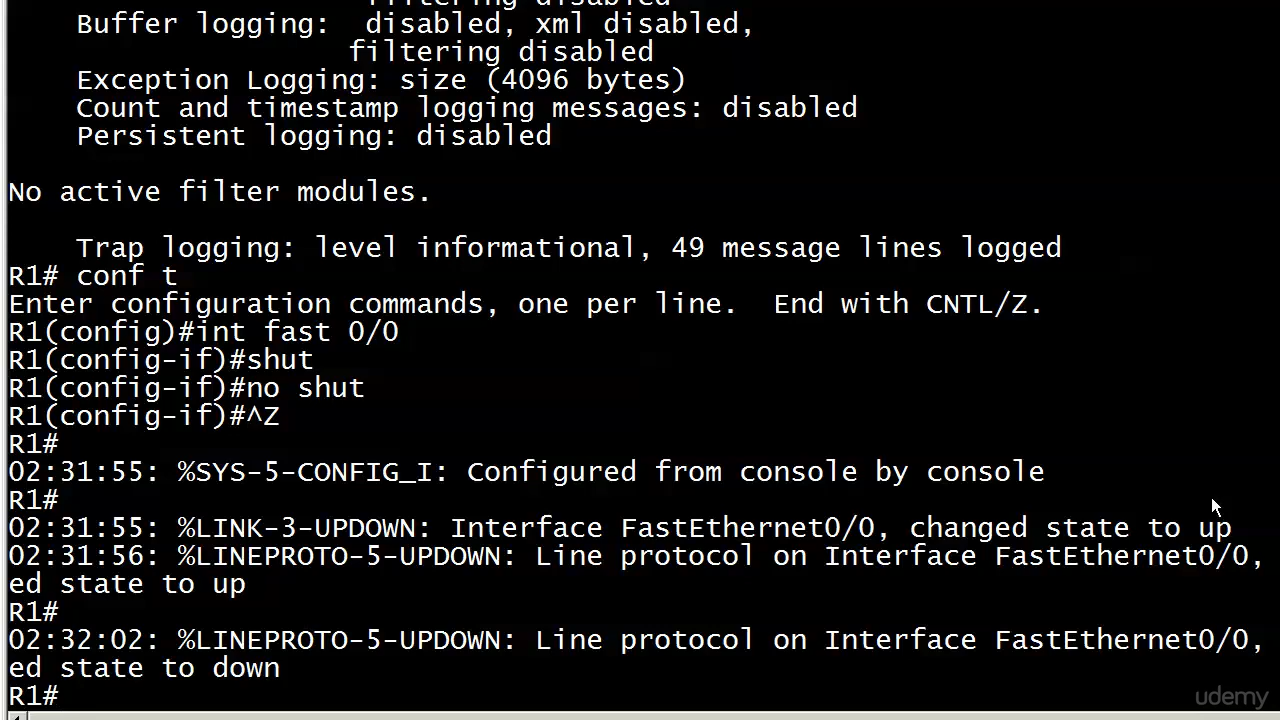 filtering disabled
Buffer logging:  disabled, xml disabled,
filtering disabled
Exception Logging: size (4096 bytes)
Count and timestamp logging messages: disabled
Persistent logging: disabled
No active filter modules.
Trap logging: level informational, 49 message lines logged
R1# conf t
Enter configuration commands, one per line.  End with CNTL/Z.
R1(config)#int fast 0/0
R1(config-if)#shut
R1(config-if)#no shut
R1(config-if)#^Z
R1#
02:31:55: %SYS-5-CONFIG_I: Configured from console by console
R1#
02:31:55: %LINK-3-UPDOWN: Interface FastEthernet0/0, changed state to up
02:31:56: %LINEPROTO-5-UPDOWN: Line protocol on Interface FastEthernet0/0,
ed state to up
R1#
02:32:02: %LINEPROTO-5-UPDOWN: Line protocol on Interface FastEthernet0/0,
ed state to down
R1#
udemy